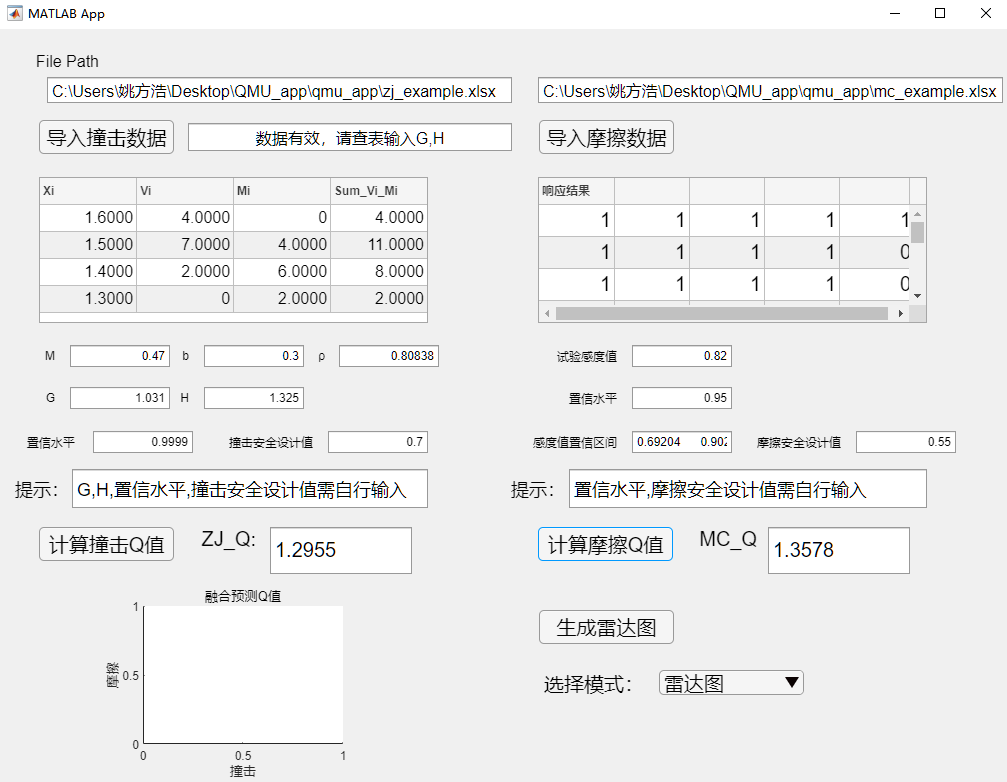 MATLAB App
File Path
C:\Users\姚方浩\Desktop\QMU_app\qmu_app\zj_example.xlsx
C:\Users\姚方浩\Desktop\QMU_app\qmu_app\mc_example.xlsx
导入撞击数据 数据有效，请查表输入G,H
导入摩擦数据
Xi Vi Mi Sum_Vi_Mi
1.6000 4.0000 0 4.0000
1.5000 7.0000 4.0000 11.0000
1.4000 2.0000 6.0000 8.0000
1.3000 0 2.0000 2.0000
响应结果
1 1 1 1 1
1 1 1 1 0
1 1 1 1 0
M 0.47 b 0.3 ρ 0.80838
G 1.031 H 1.325
置信水平 0.9999 撞击安全设计值 0.7
试验感度值 0.82
置信水平 0.95
感度值置信区间 0.69204 0.902 摩擦安全设计值 0.55
提示： G,H,置信水平,撞击安全设计值需自行输入
提示： 置信水平,摩擦安全设计值需自行输入
计算撞击Q值 ZJ_Q: 1.2955
计算摩擦Q值 MC_Q 1.3578
融合预测Q值
1
0.5
0
摩擦
0 0.5 1
撞击
生成雷达图
选择模式： 雷达图